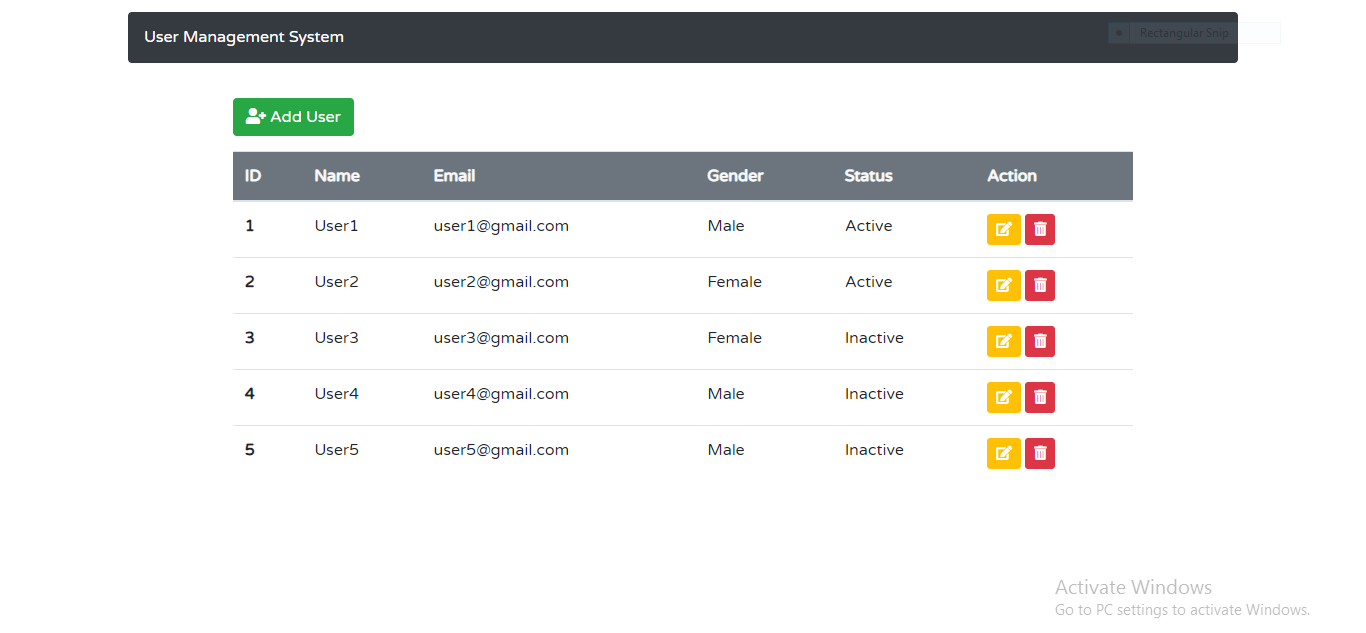 User Management System
Rectangular Snip
Add User
ID Name Email Gender Status Action
1 User1 user1@gmail.com Male Active
2 User2 user2@gmail.com Female Active
3 User3 user3@gmail.com Female Inactive
4 User4 user4@gmail.com Male Inactive
5 User5 user5@gmail.com Male Inactive
Activate Windows
Go to PC settings to activate Windows.